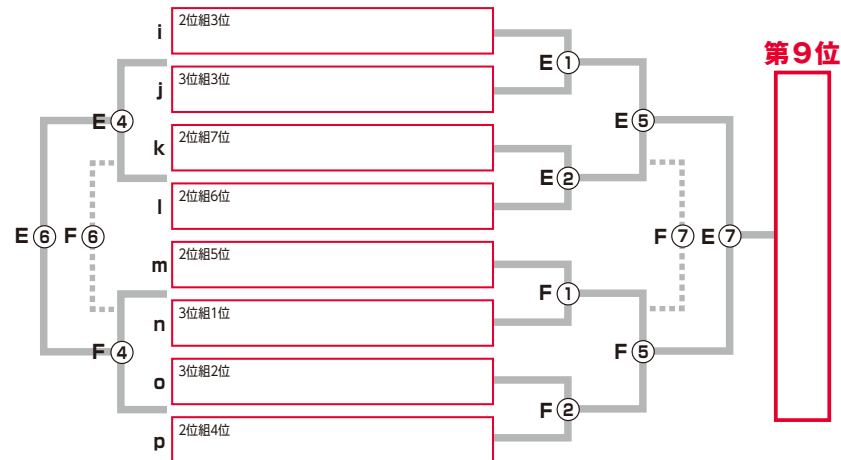 第9位
i 2位組3位
j 3位組3位
k 2位組7位
l 2位組6位
m 2位組5位
n 3位組1位
o 3位組2位
p 2位組4位
E①
E②
F①
F②
E④
F④
E⑤
F⑤
E⑥ F⑥
F⑦ E⑦